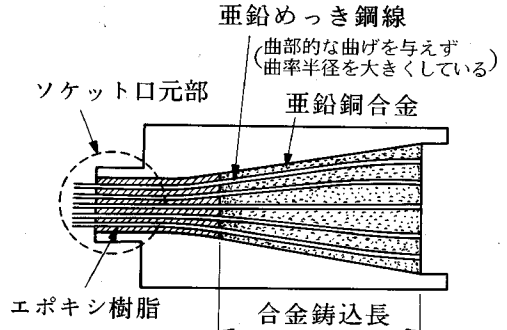 亜鉛めっき鋼線
(曲部的な曲げを与えず
曲率半径を大きくしている)
ソケット口元部
亜鉛銅合金
エポキシ樹脂
合金鋳込長